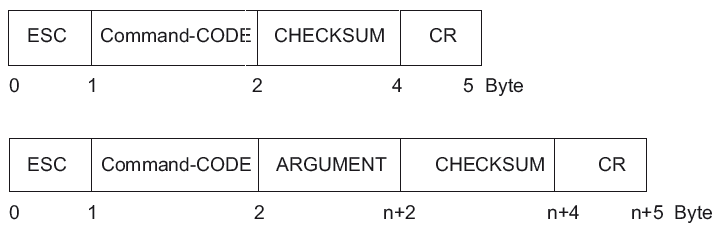 ESC Command-CODE CHECKSUM CR
0 1 2 4 5 Byte
ESC Command-CODE ARGUMENT CHECKSUM CR
0 1 2 n+2 n+4 n+5 Byte